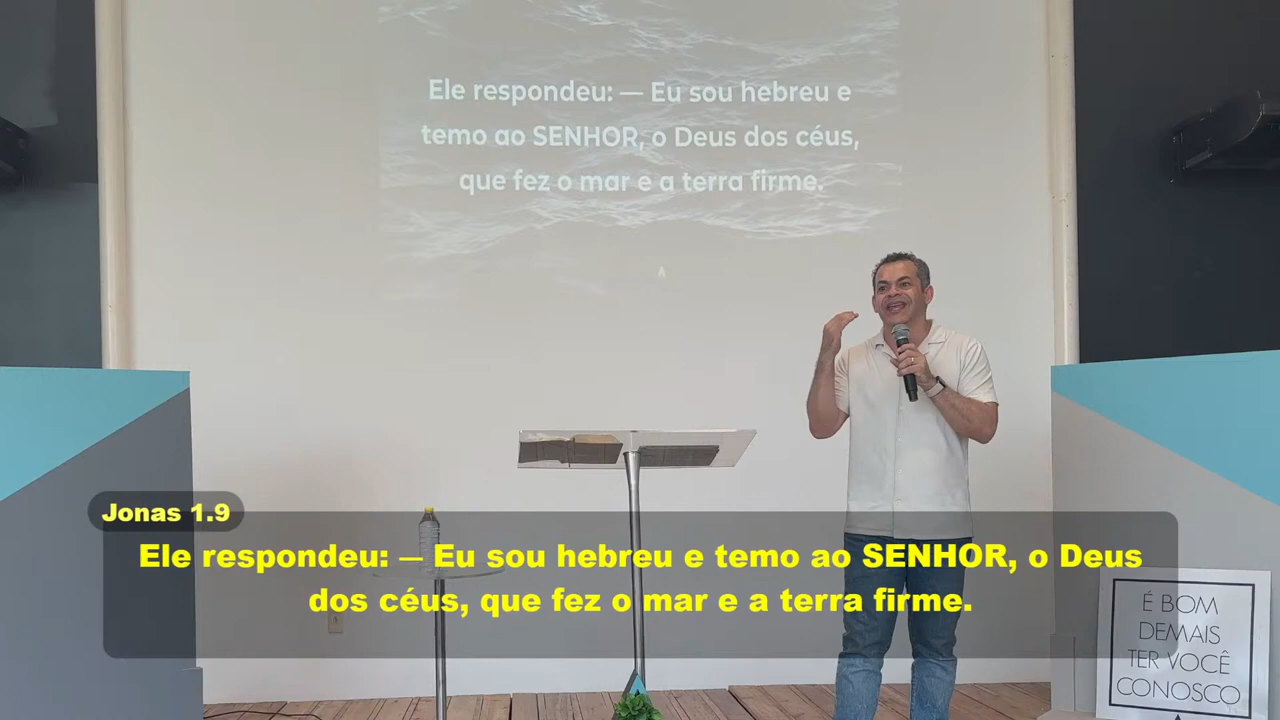 Ele respondeu: — Eu sou hebreu e
temo ao SENHOR, o Deus dos céus,
que fez o mar e a terra firme.
Jonas 1.9
Ele respondeu: — Eu sou hebreu e temo ao SENHOR, o Deus
dos céus, que fez o mar e a terra firme.
É BOM
DEMAIS
TER VOCÊ
CONOSCO